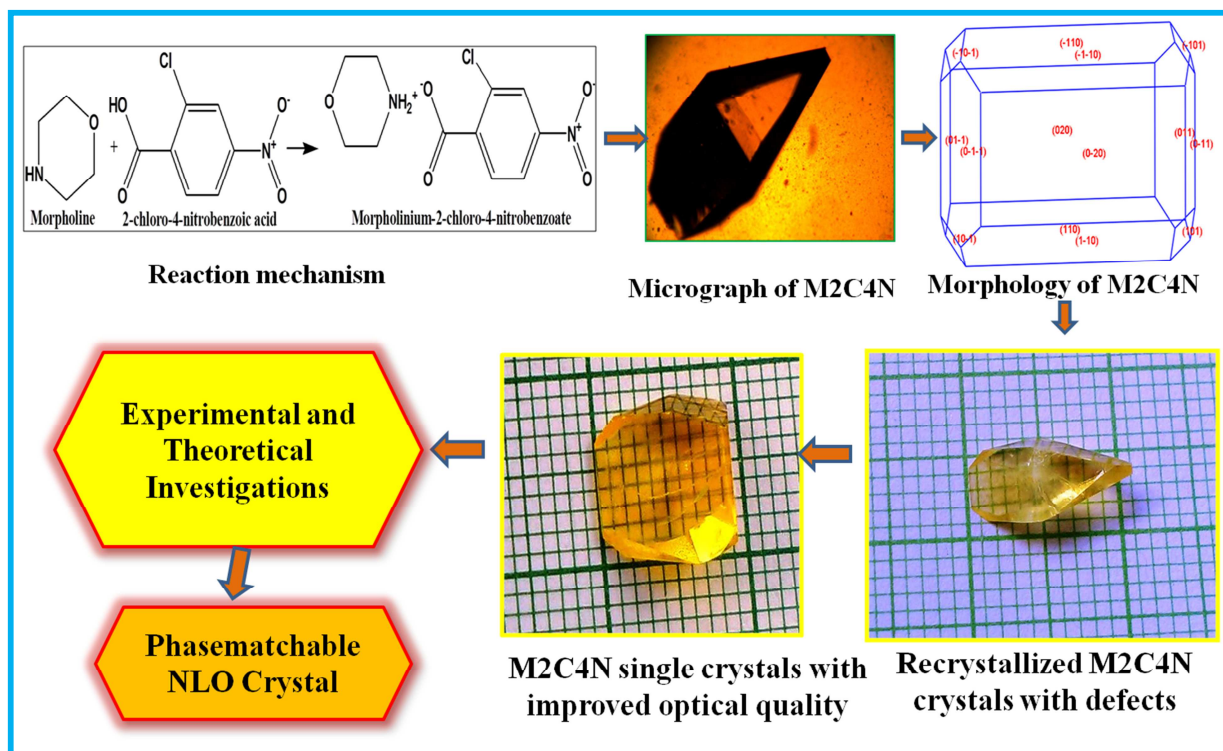 Cl
HO
O
O-
N+
O
HN
O
+
Morpholine
2-chloro-4-nitrobenzoic acid
Cl
O
NH2
+
-O
O
O-
N+
O
Morpholinium-2-chloro-4-nitrobenzoate
Reaction mechanism
Micrograph of M2C4N
(-10-1)
(-110)
(-1-10)
(-101)
(01-1)
(0-1-1)
(020)
(0-20)
(011)
(0-11)
(10-1)
(110)
(1-10)
(101)
Morphology of M2C4N
Experimental and
Theoretical
Investigations
Phasematchable
NLO Crystal
M2C4N single crystals with
improved optical quality
Recrystallized M2C4N
crystals with defects